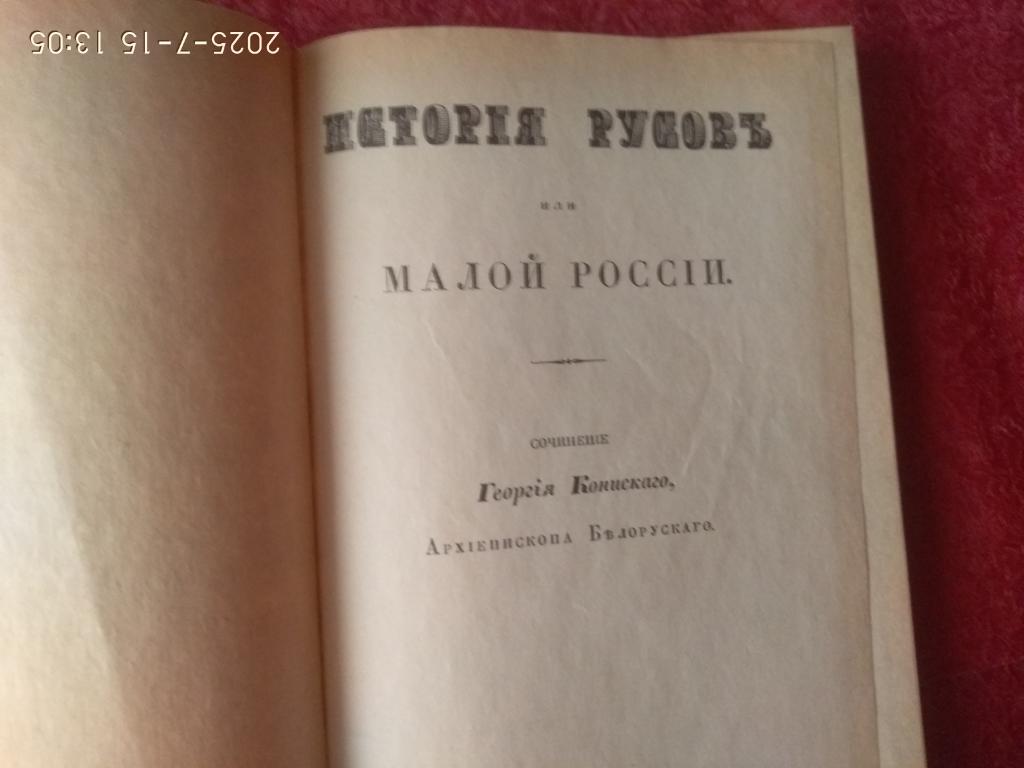 2025-7-15 13:05
ИСТОРІЯ РУСОВЪ
или
МАЛОЙ РОССІИ.
СОЧИНЕНІЕ
Георгія Конискаго,
Архіепископа Бѣлорускаго.